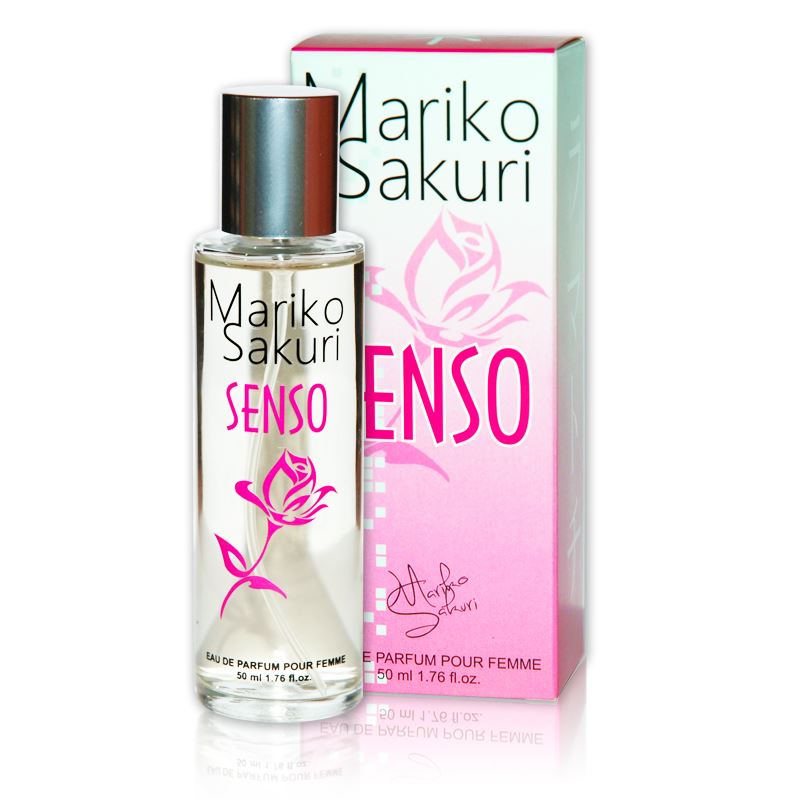 Mariko
Sakuri
SENSO
EAU DE PARFUM POUR FEMME
50 ml 1.76 fl.oz.
Mariko
Sakuri
ENSO
Mariko
Sakuri
E PARFUM POUR FEMME
50 ml 1.76 fl.oz.